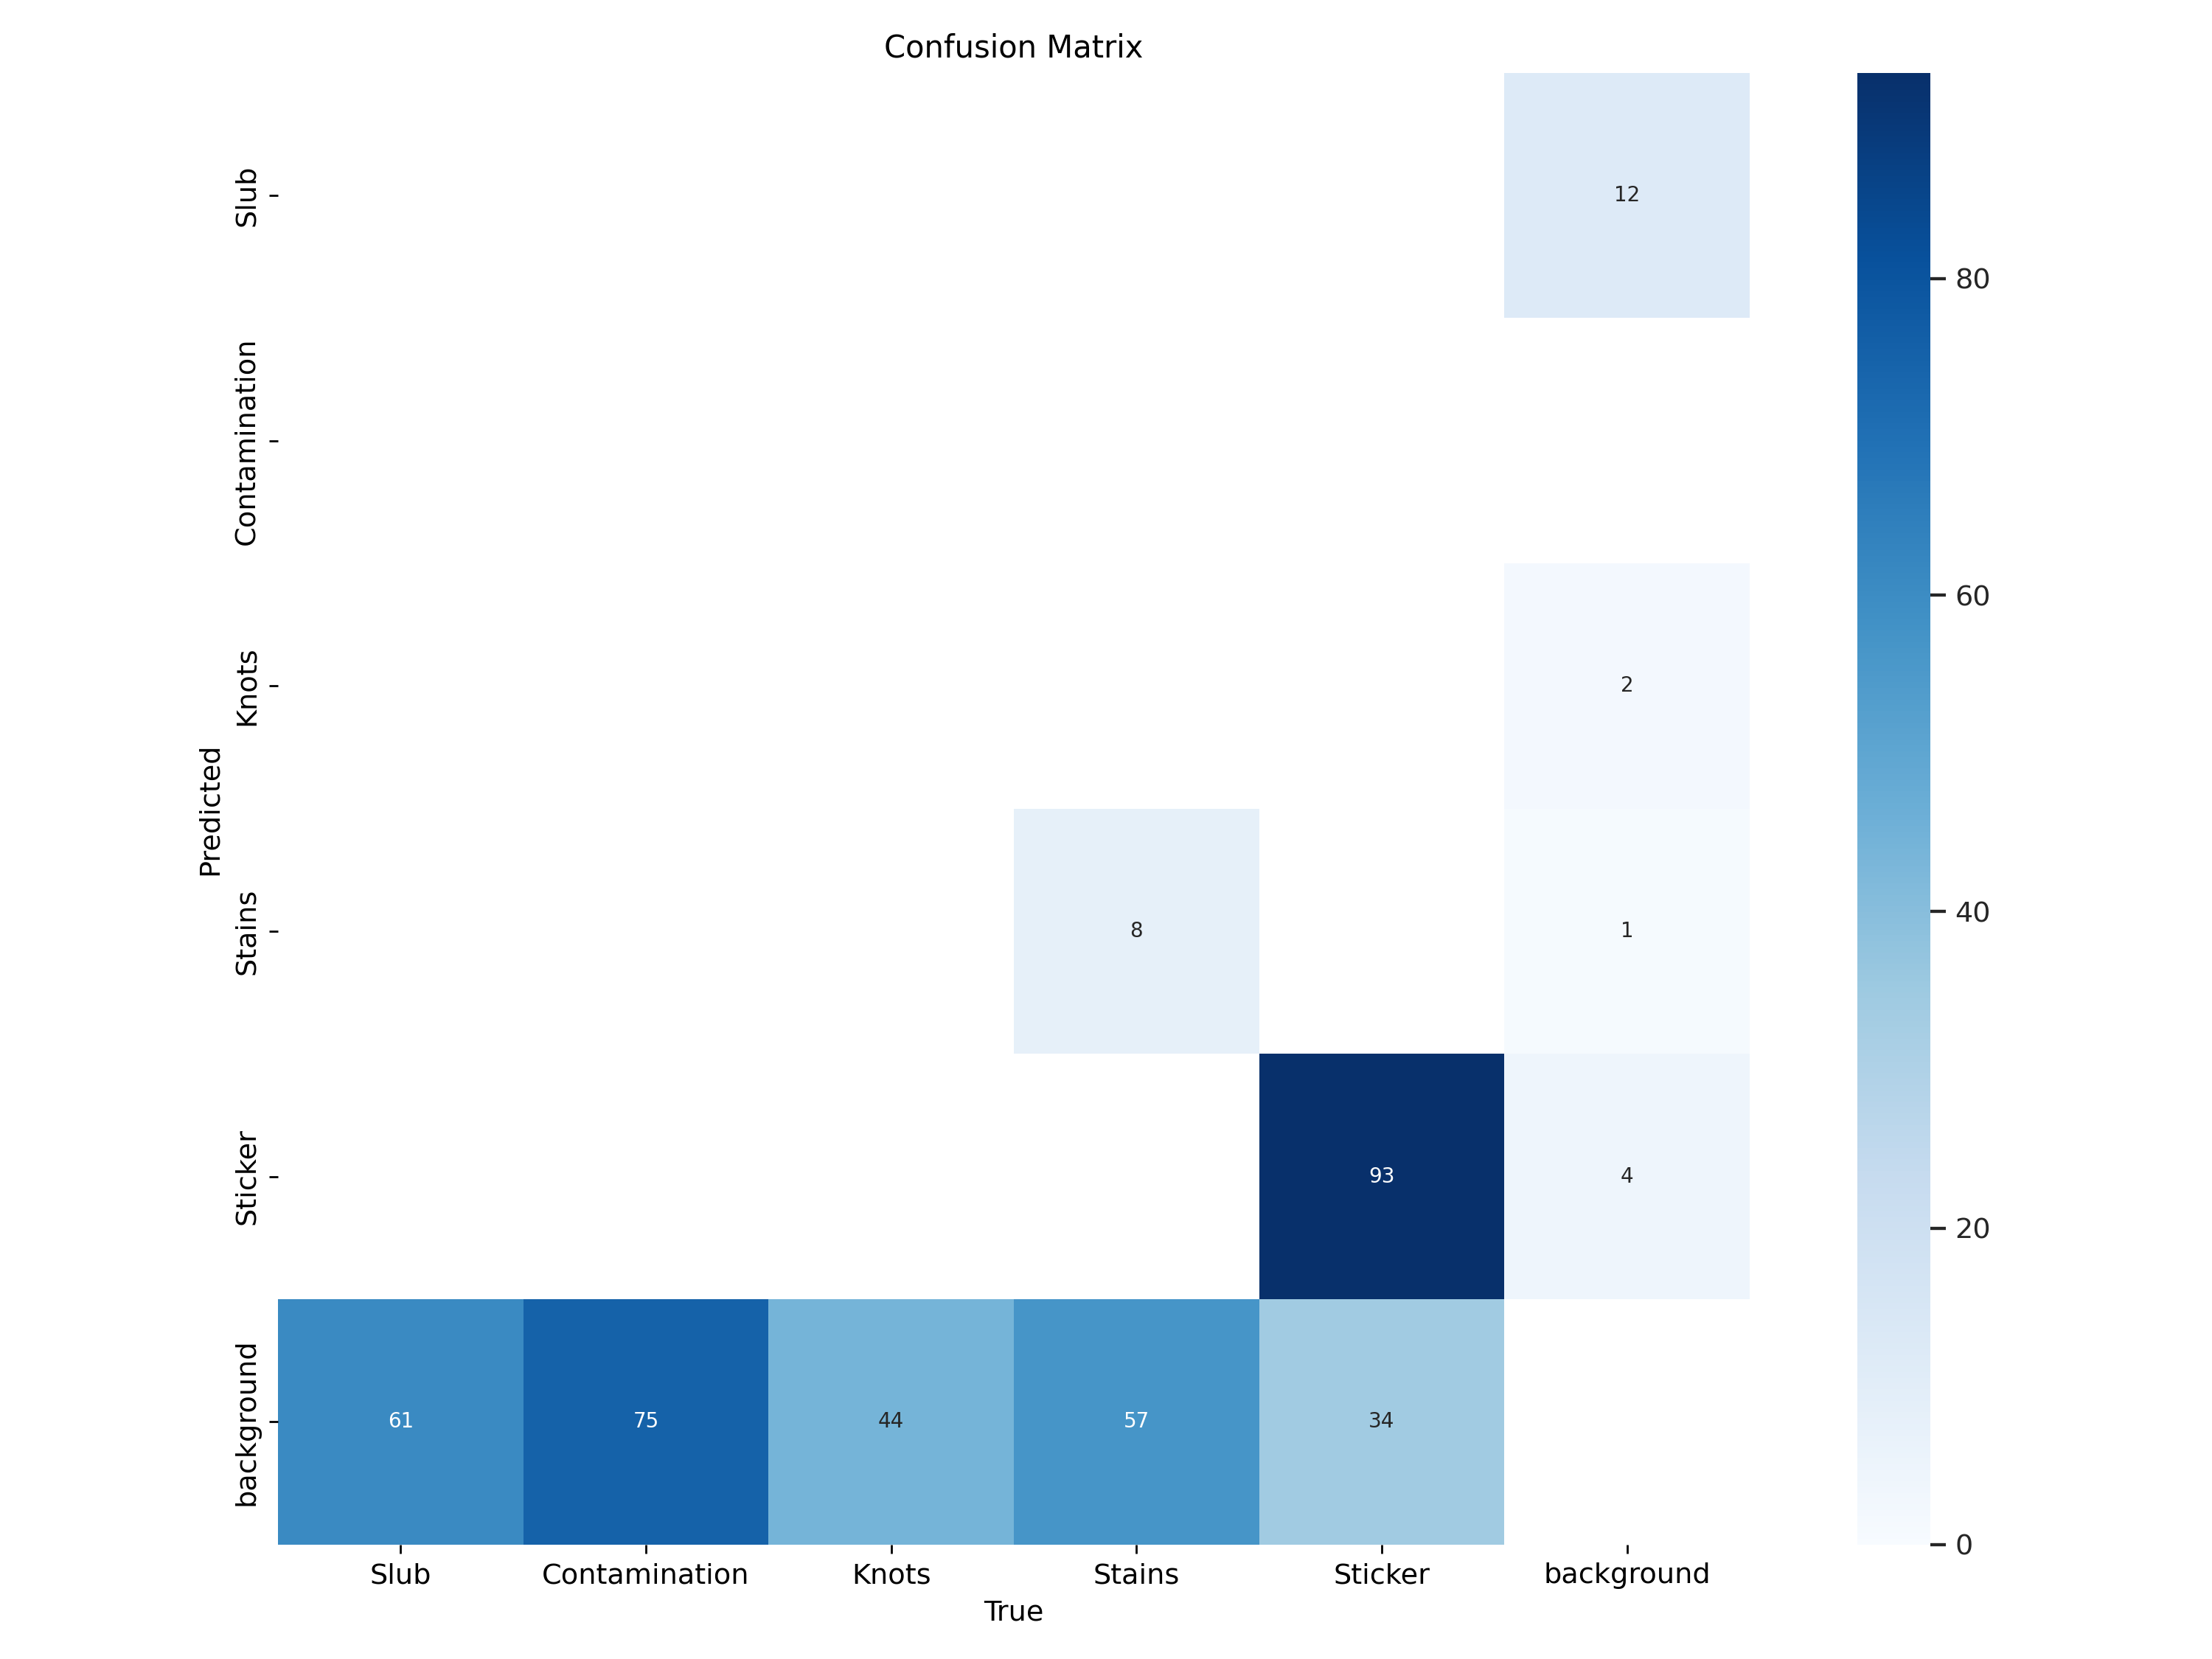 Confusion Matrix
Predicted
Slub
12
Contamination
Knots
2
Stains
8 1
Sticker
93 4
background
61 75 44 57 34
Slub Contamination Knots Stains Sticker background
True
80
60
40
20
0